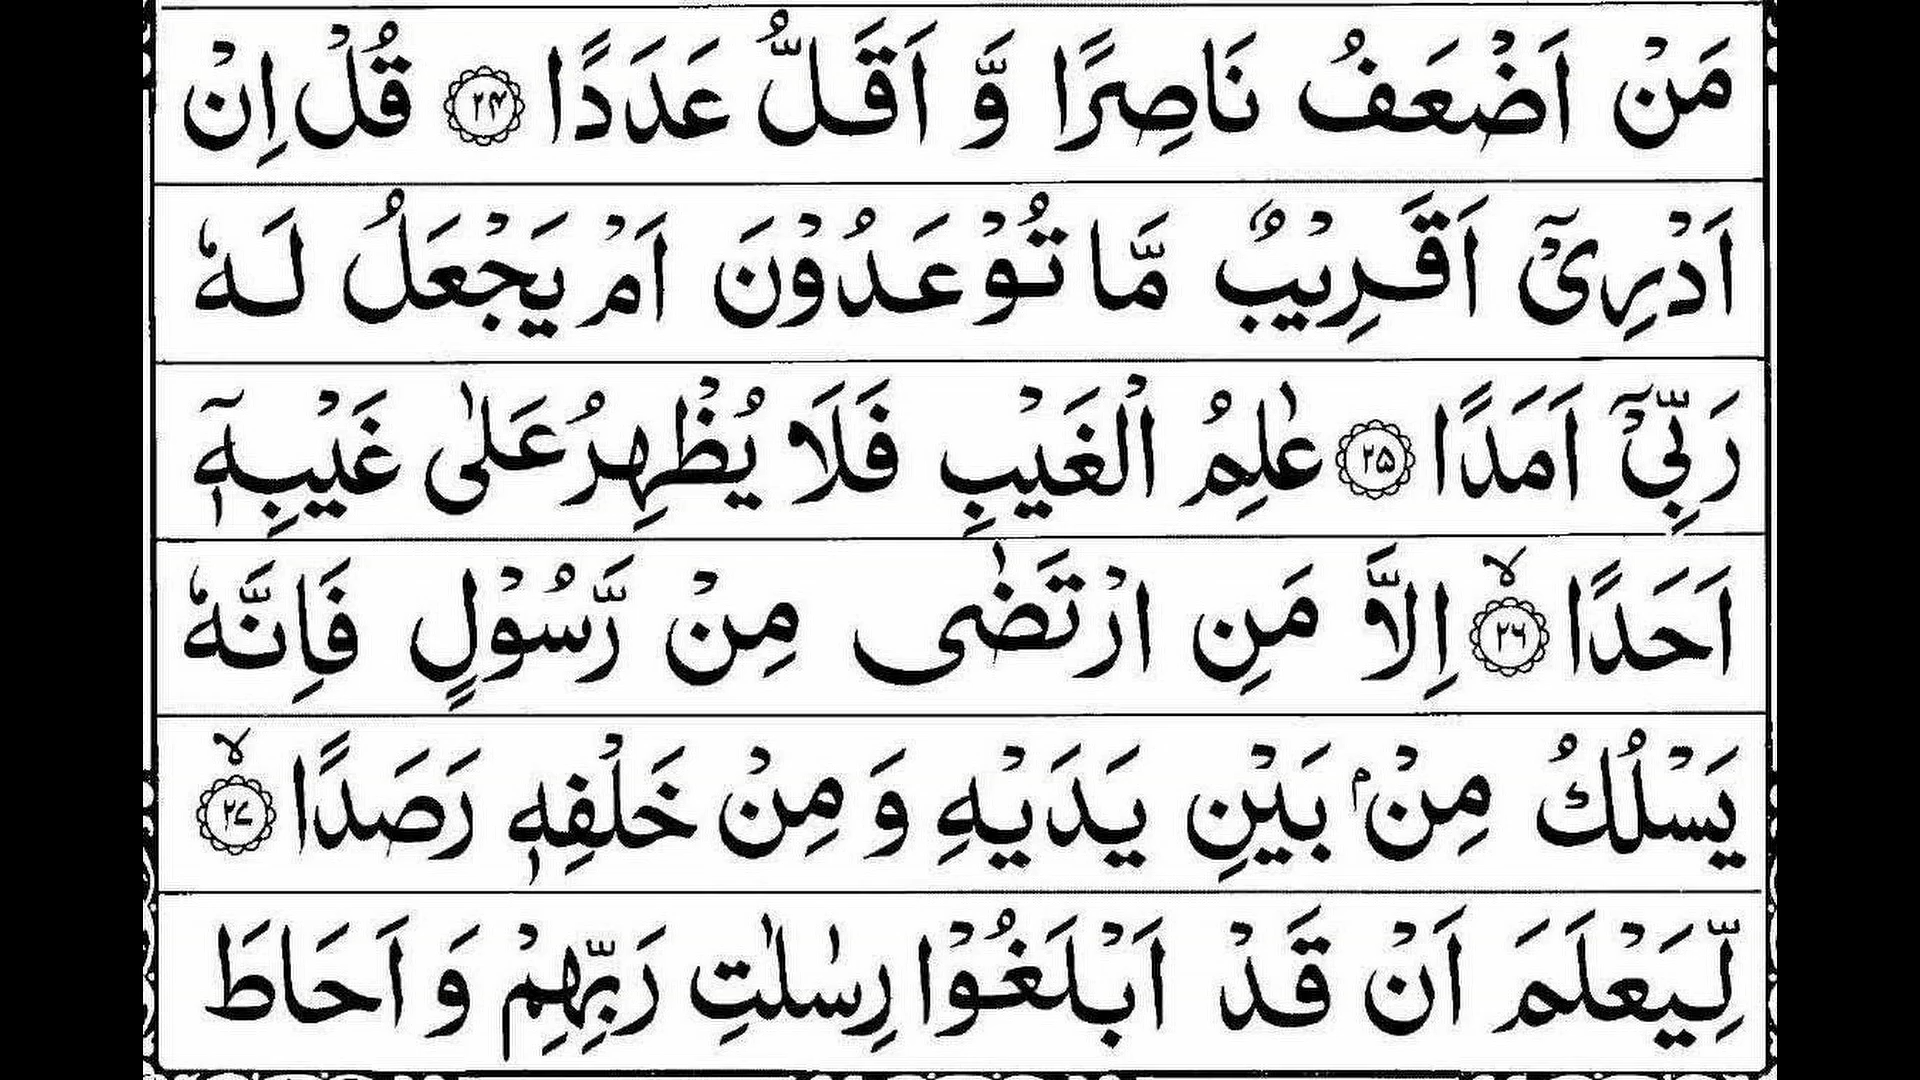 مَنْ اَضْعَفُ نَاصِرًا وَّ اَقَلُّ عَدَدًا ۝۲۴ قُلْ اِنْ
اَدْرِیْۤ اَقَرِیْبٌ مَّا تُوْعَدُوْنَ اَمْ یَجْعَلُ لَهٗ
رَبِّیْۤ اَمَدًا ۝۲۵ عٰلِمُ الْغَیْبِ فَلَا یُظْهِرُ عَلٰی غَیْبِهٖۤ
اَحَدًا ۝۲۶ۙ اِلَّا مَنِ ارْتَضٰی مِنْ رَّسُوْلٍ فَاِنَّهٗ
یَسْلُكُ مِنْۢ بَیْنِ یَدَیْهِ وَ مِنْ خَلْفِهٖ رَصَدًا ۝۲۷ۙ
لِّیَعْلَمَ اَنْ قَدْ اَبْلَغُوْا رِسٰلٰتِ رَبِّهِمْ وَ اَحَاطَ